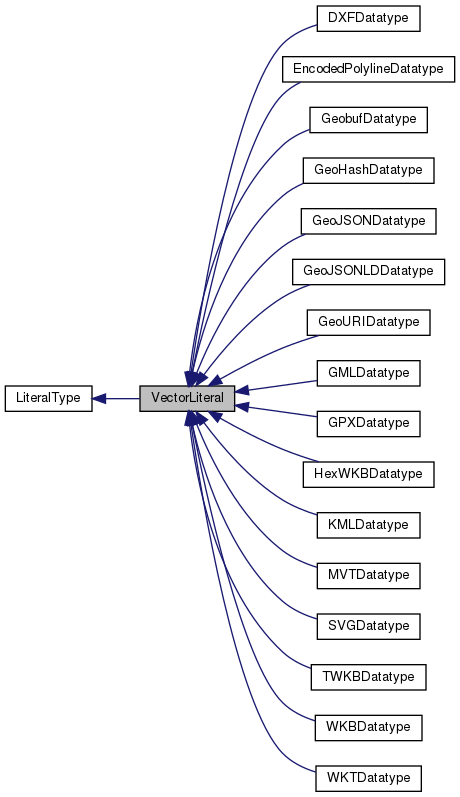 DXFDatatype
EncodedPolylineDatatype
GeobufDatatype
GeoHashDatatype
GeoJSONDatatype
GeoJSONLDDatatype
GeoURIDatatype
GMLDatatype
LiteralType
VectorLiteral
GPXDatatype
HexWKBDatatype
KMLDatatype
MVTDatatype
SVGDatatype
TWKBDatatype
WKBDatatype
WKTDatatype